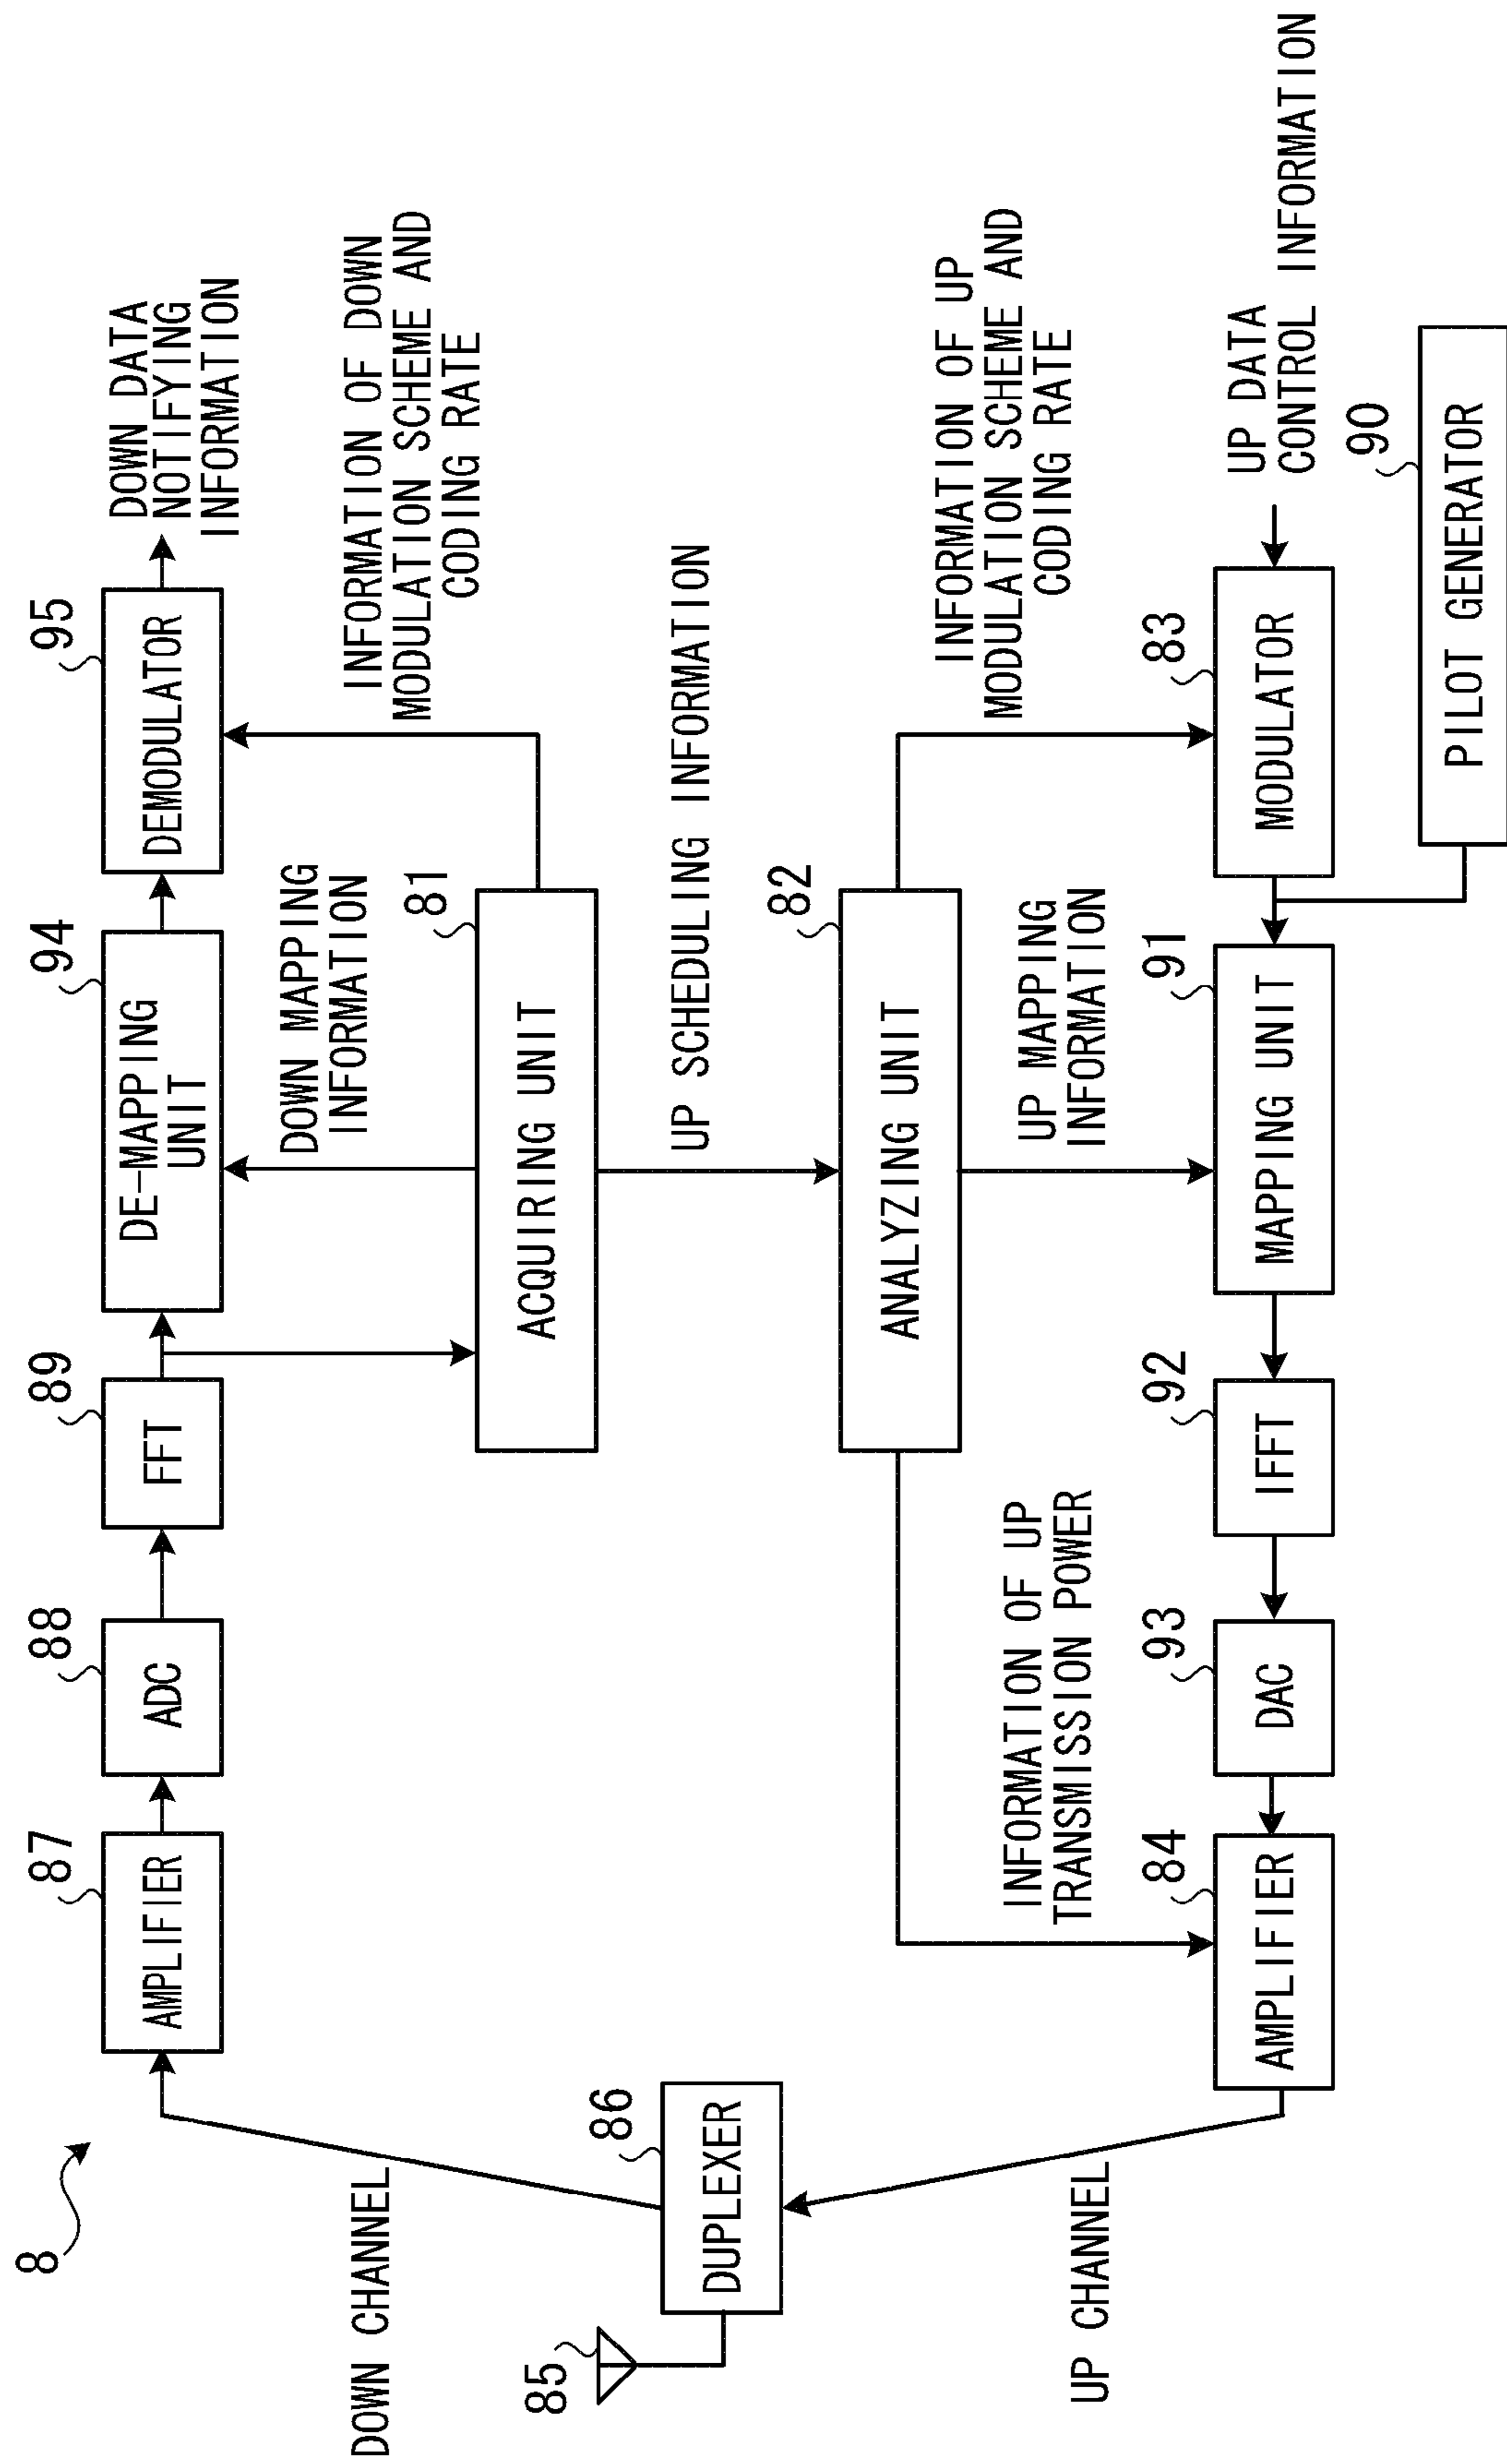 8
DOWN CHANNEL
87
AMPLIFIER
88
ADC
89
FFT
94
DE-MAPPING
UNIT
95
DEMODULATOR
DOWN DATA
NOTIFYING
INFORMATION
DOWN MAPPING
INFORMATION
INFORMATION OF DOWN
MODULATION SCHEME AND
CODING RATE
81
ACQUIRING UNIT
85
86
DUPLEXER
UP SCHEDULING INFORMATION
82
ANALYZING UNIT
INFORMATION OF UP
TRANSMISSION POWER
UP MAPPING
INFORMATION
INFORMATION OF UP
MODULATION SCHEME AND
CODING RATE
UP CHANNEL
84
AMPLIFIER
93
DAC
92
IFFT
91
MAPPING UNIT
83
MODULATOR
UP DATA
CONTROL INFORMATION
90
PILOT GENERATOR